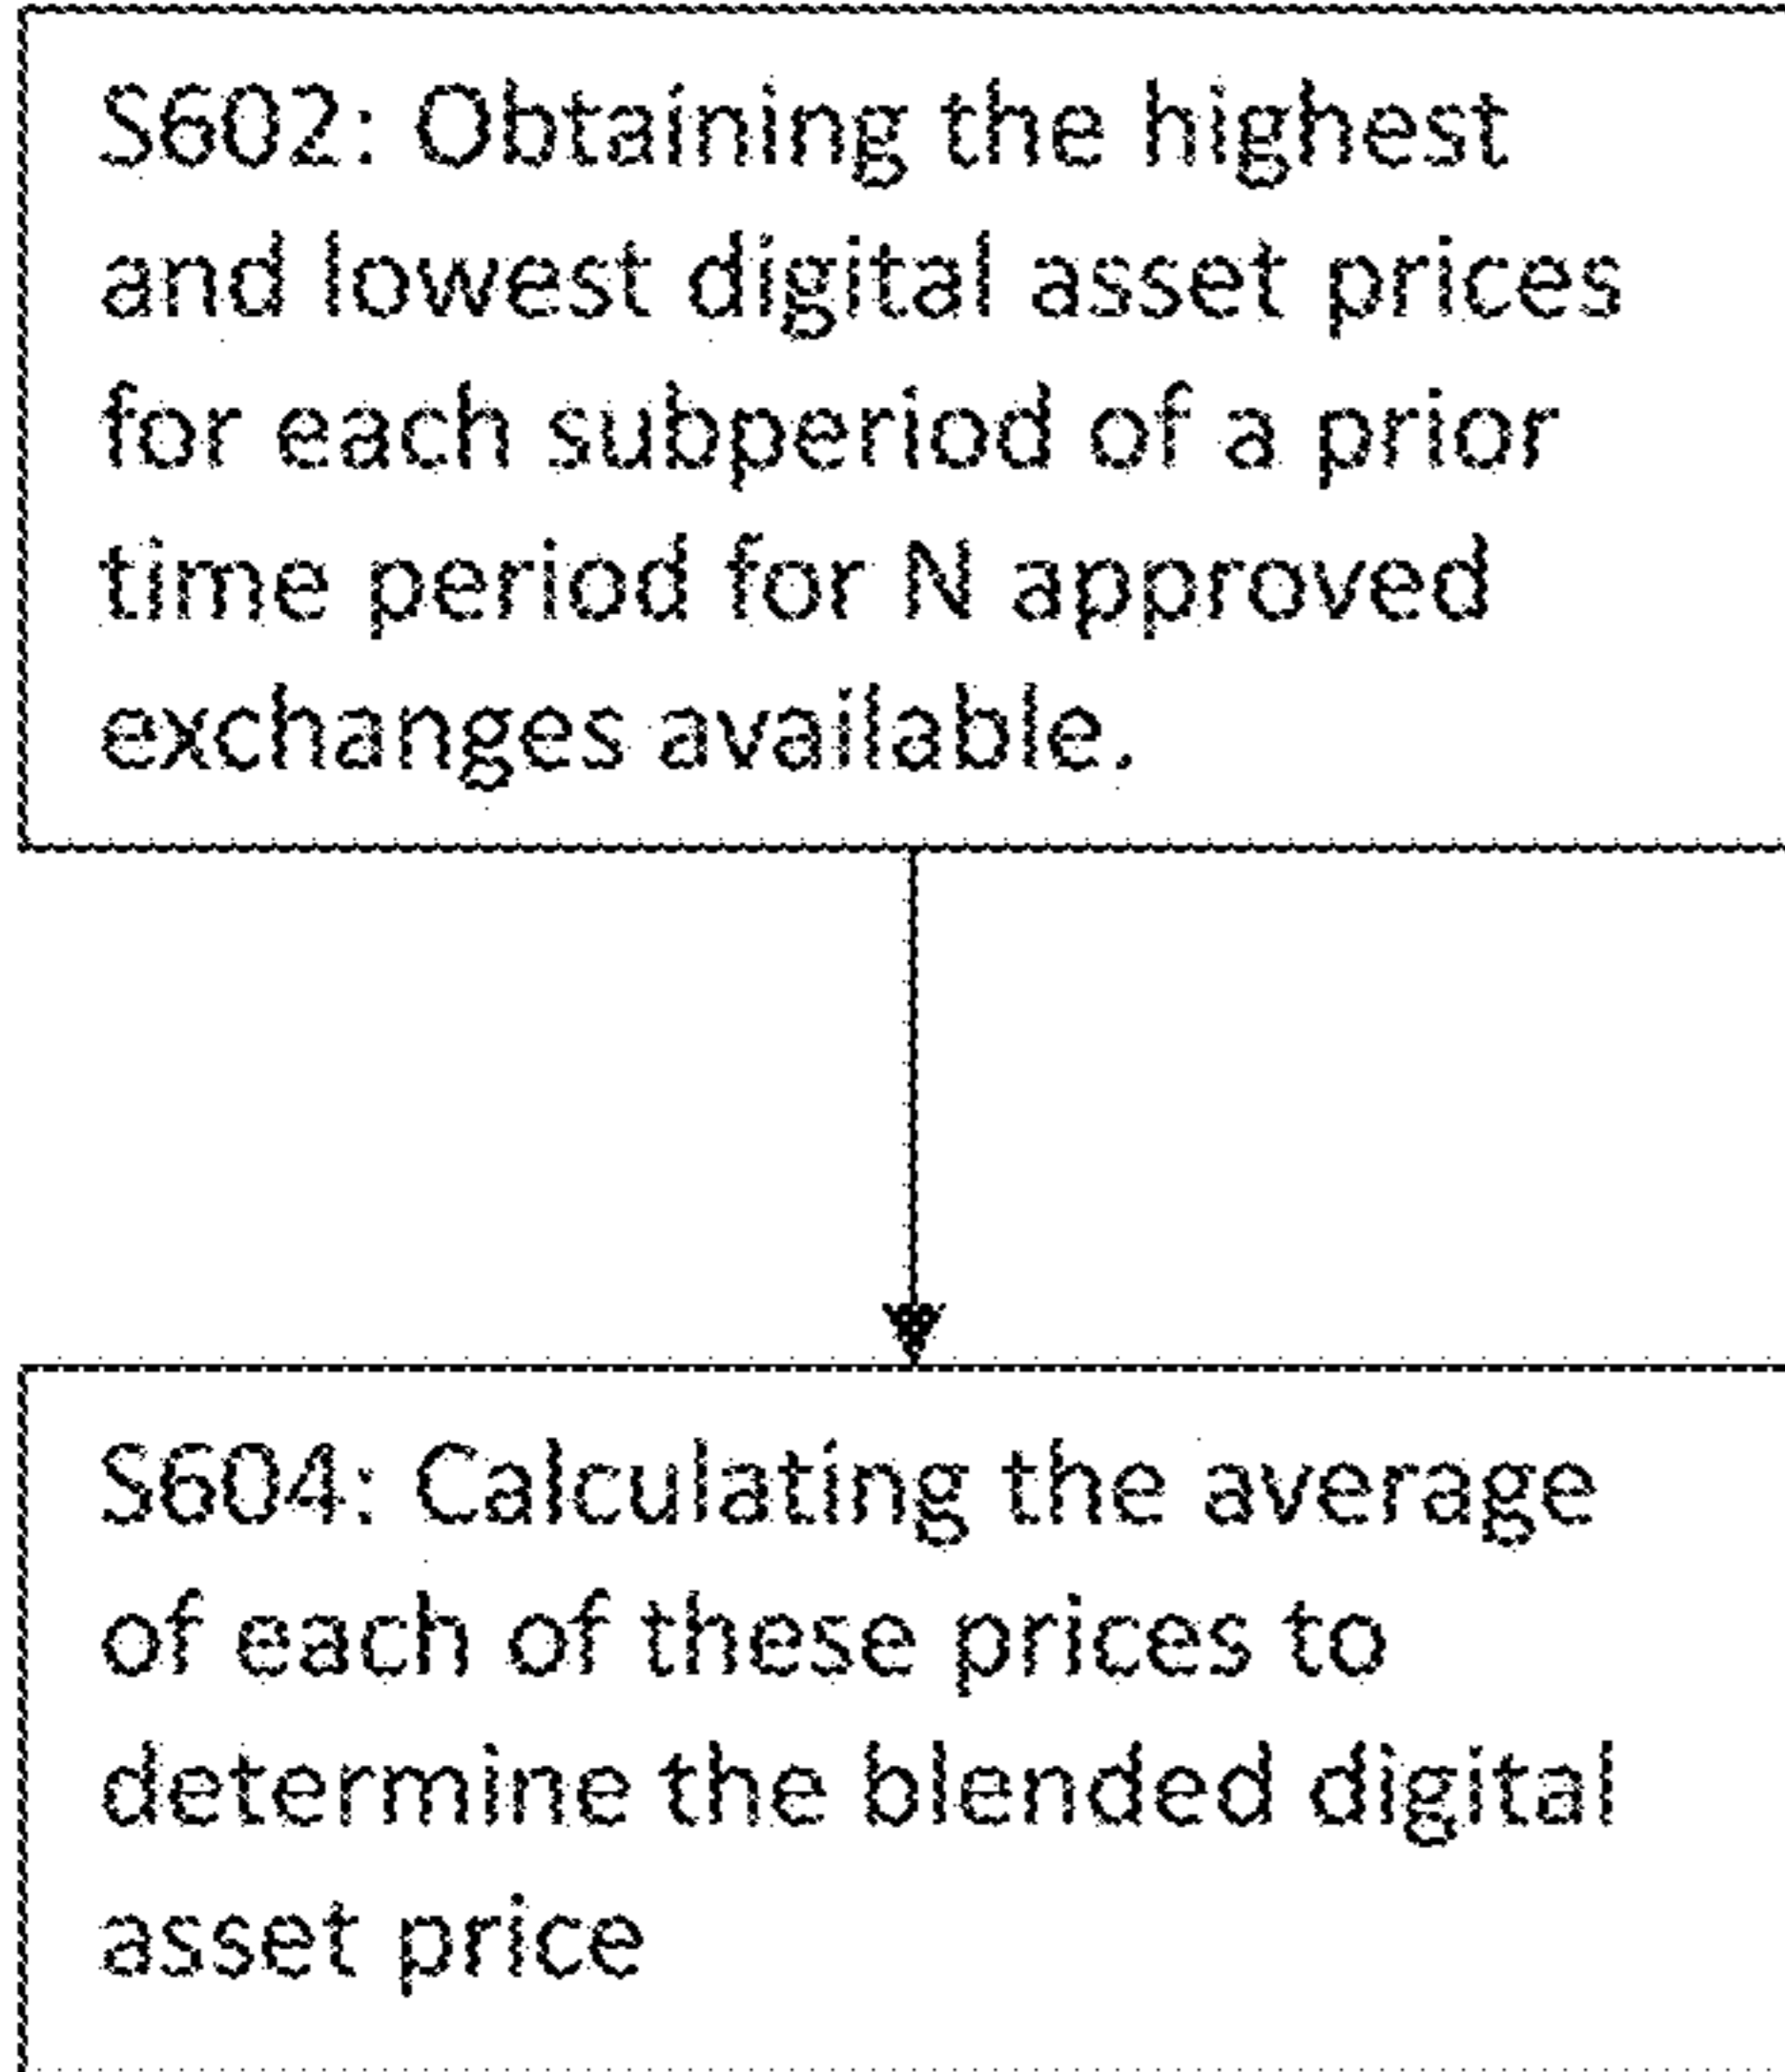 S602: Obtaining the highest
and lowest digital asset prices
for each subperiod of a prior
time period for N approved
exchanges available.
S604: Calculating the average
of each of these prices to
determine the blended digital
asset price